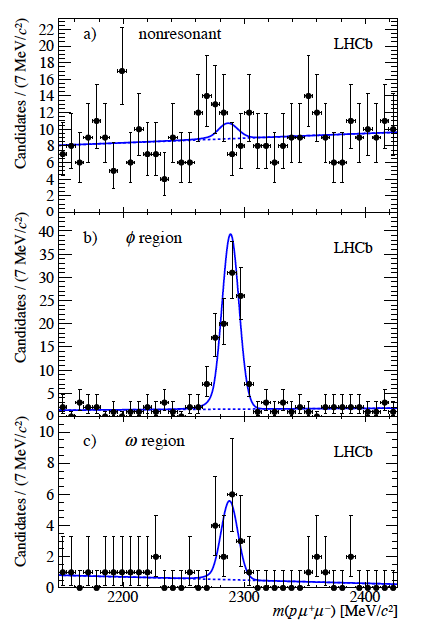 a) nonresonant
LHCb
Candidates / (7 MeV/c²)
22
20
18
16
14
12
10
8
6
4
2
0
b) ϕ region
LHCb
Candidates / (7 MeV/c²)
40
35
30
25
20
15
10
5
0
c) ω region
LHCb
Candidates / (7 MeV/c²)
10
8
6
4
2
0
2200 2300 2400
m(pμ⁺μ⁻) [MeV/c²]